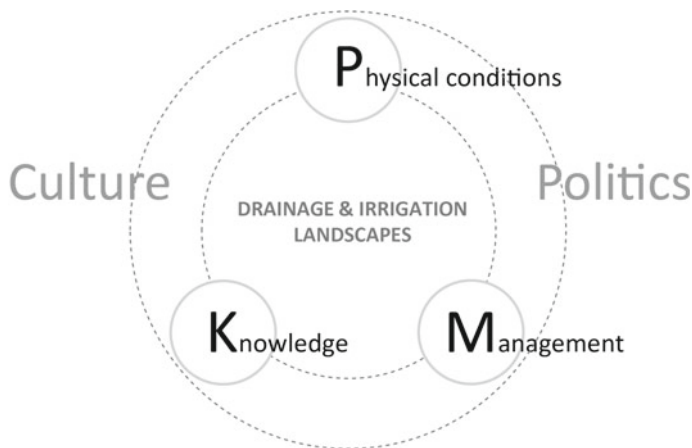 Physical conditions
Culture
Politics
DRAINAGE & IRRIGATION
LANDSCAPES
Knowledge
Management